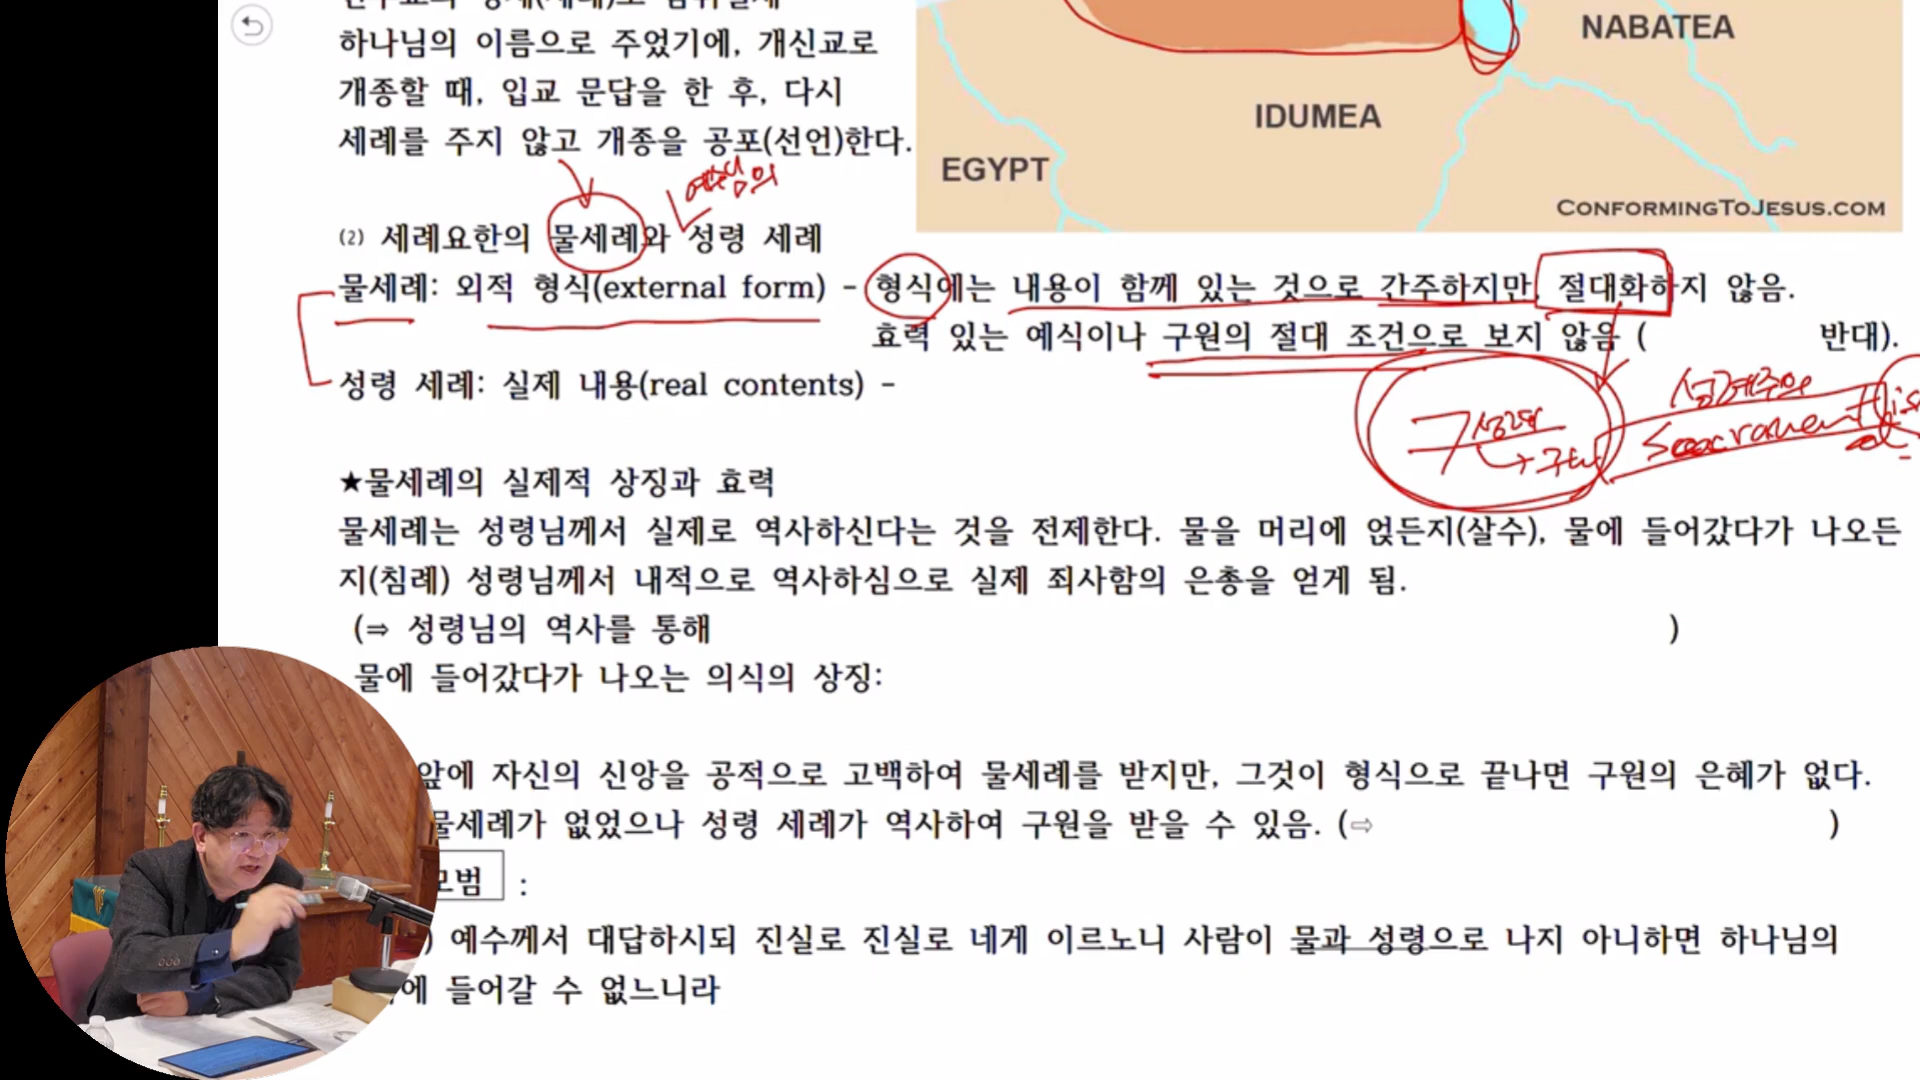 하나님의 이름으로 주었기에, 개신교로
개종할 때, 입교 문답을 한 후, 다시
세례를 주지 않고 개종을 공포(선언)한다.
NABATEA
IDUMEA
EGYPT
CONFORMINGTOJESUS.COM
예수님의
(2) 세례요한의 물세례와 성령 세례
물세례: 외적 형식(external form) - 형식에는 내용이 함께 있는 것으로 간주하지만, 절대화하지 않음.
효력 있는 예식이나 구원의 절대 조건으로 보지 않음 ( 반대).
성령 세례: 실제 내용(real contents) -
성례주의
★물세례의 실제적 상징과 효력
물세례는 성령님께서 실제로 역사하신다는 것을 전제한다. 물을 머리에 얹든지(살수), 물에 들어갔다가 나오든
지(침례) 성령님께서 내적으로 역사하심으로 실제 죄사함의 은총을 얻게 됨.
(⇒ 성령님의 역사를 통해 )
물에 들어갔다가 나오는 의식의 상징:
앞에 자신의 신앙을 공적으로 고백하여 물세례를 받지만, 그것이 형식으로 끝나면 구원의 은혜가 없다.
물세례가 없었으나 성령 세례가 역사하여 구원을 받을 수 있음. (⇨ )
모범 :
) 예수께서 대답하시되 진실로 진실로 네게 이르노니 사람이 물과 성령으로 나지 아니하면 하나님의
에 들어갈 수 없느니라